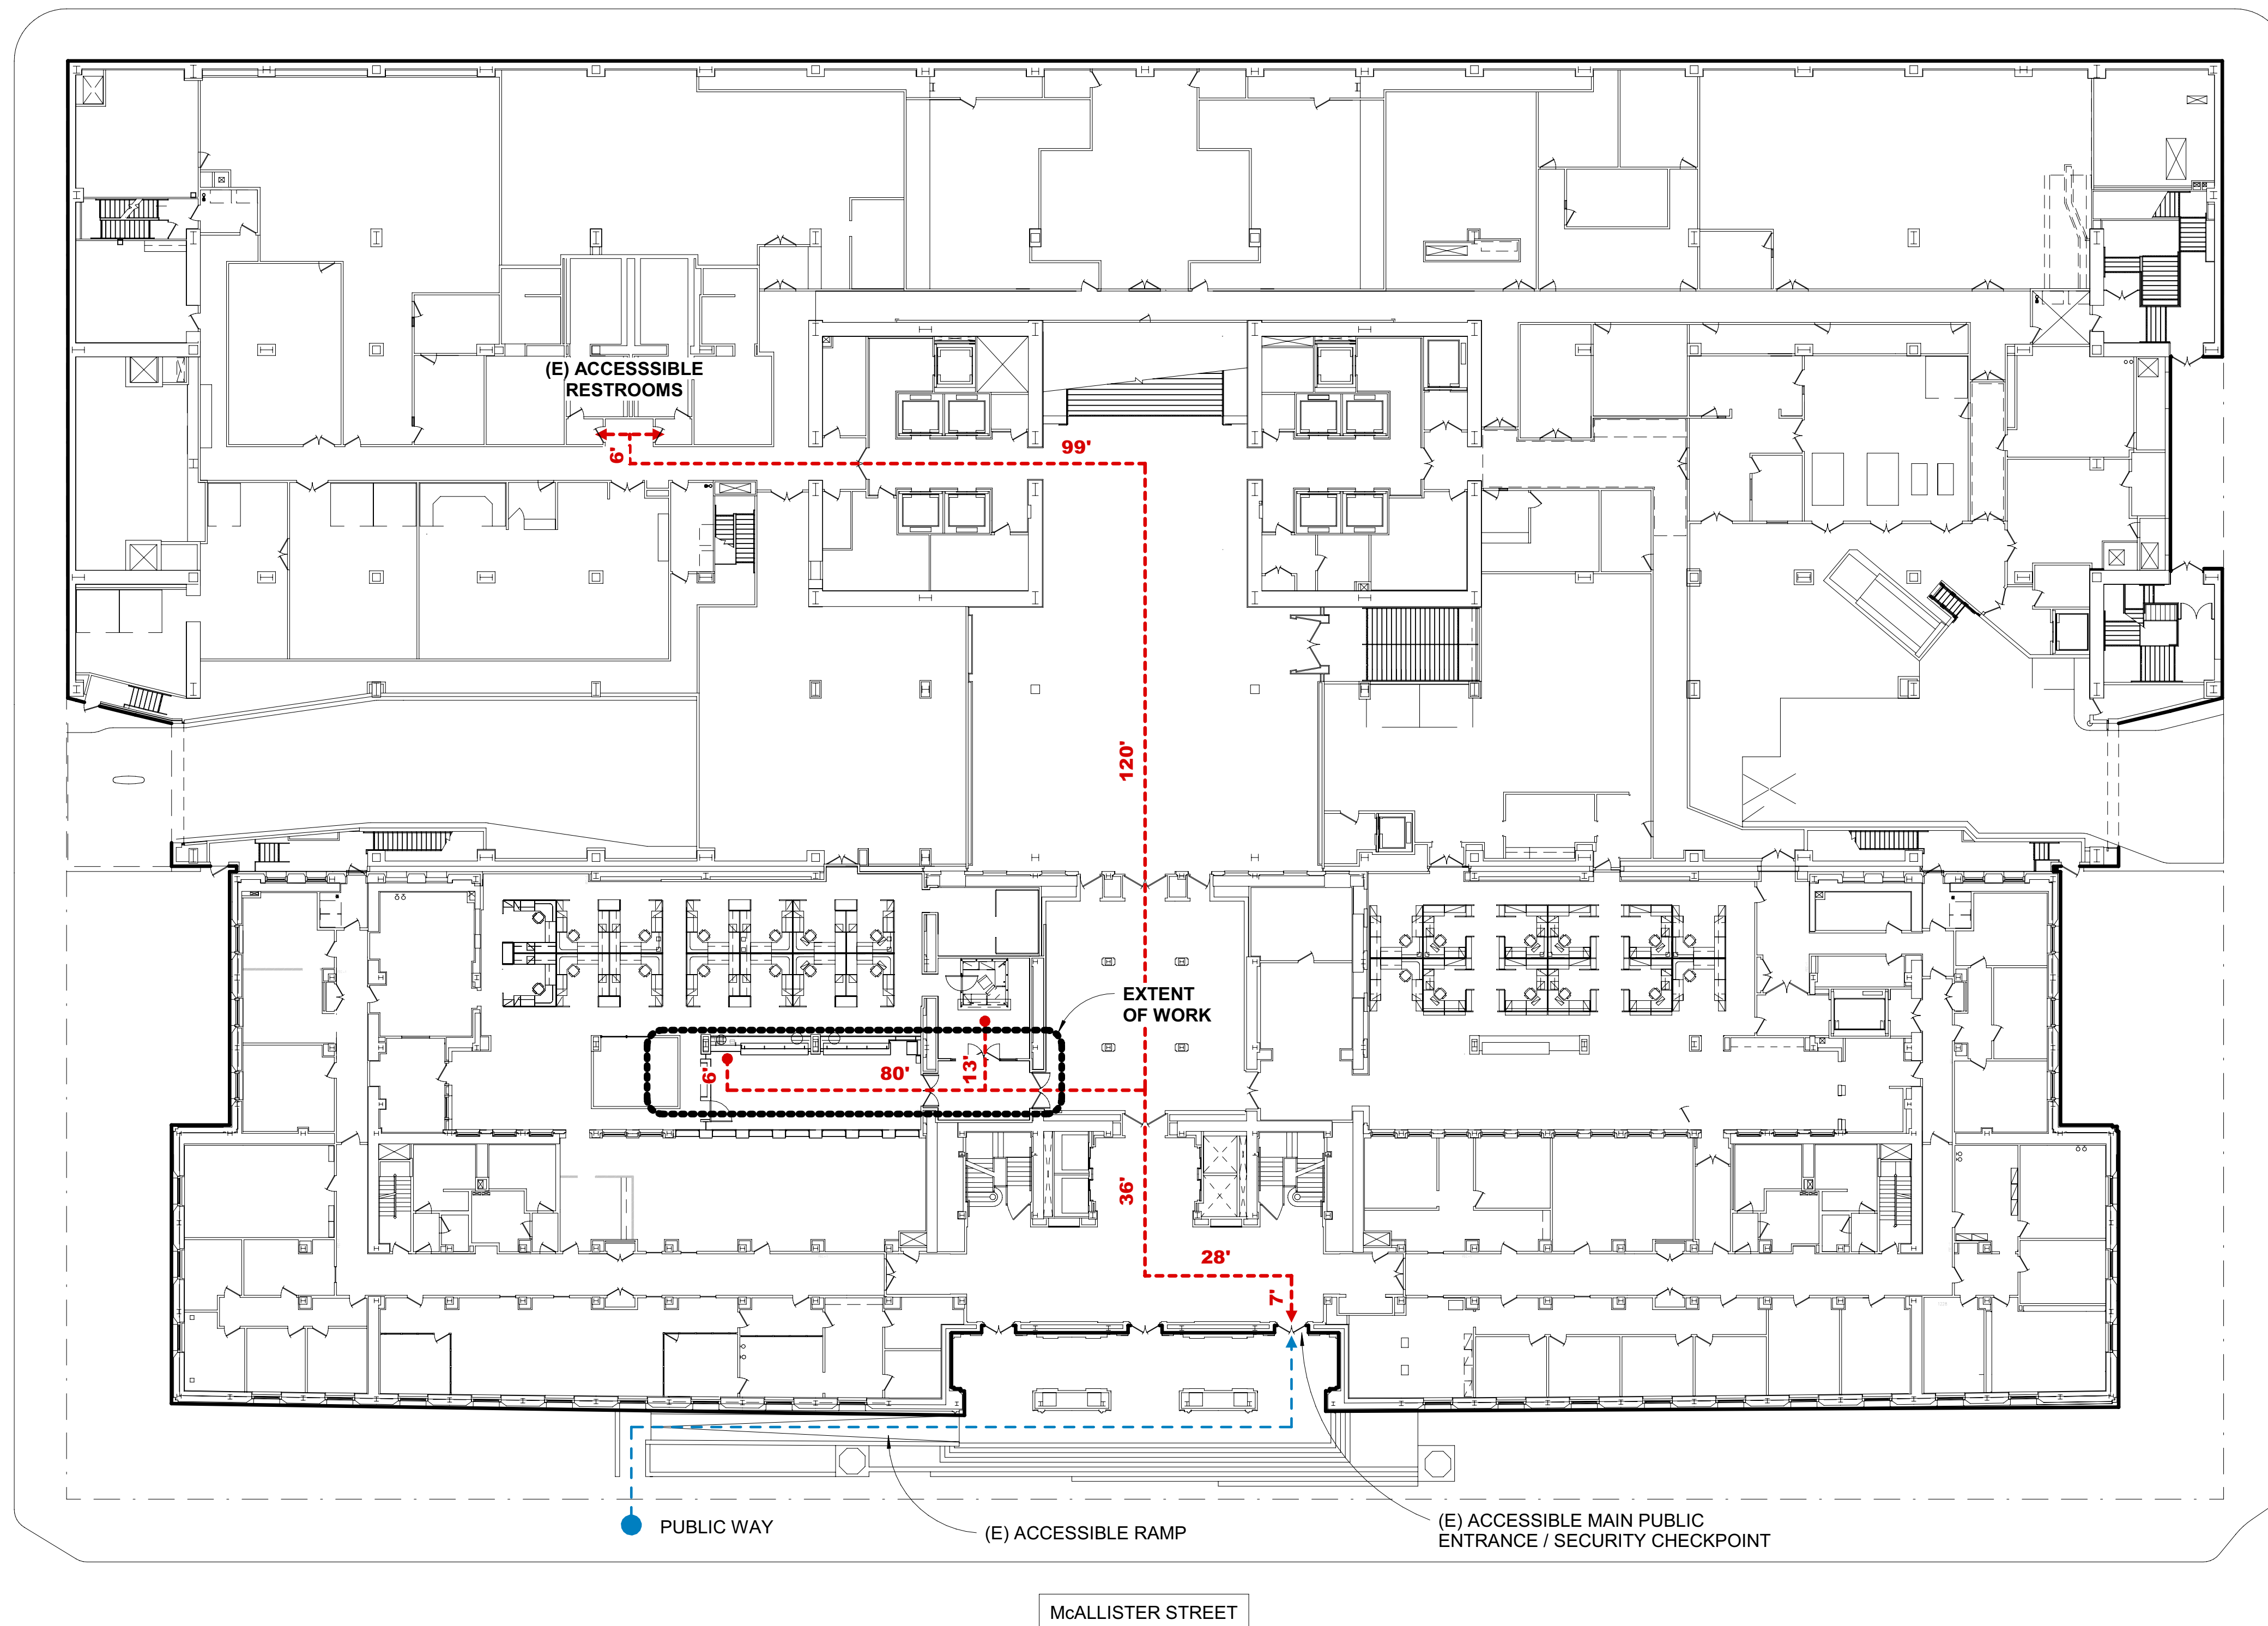 (E) ACCESSSIBLE
RESTROOMS
6'
99'
120'
EXTENT
OF WORK
6'
80'
13'
36'
28'
7'
PUBLIC WAY
(E) ACCESSIBLE RAMP
(E) ACCESSIBLE MAIN PUBLIC
ENTRANCE / SECURITY CHECKPOINT
McALLISTER STREET